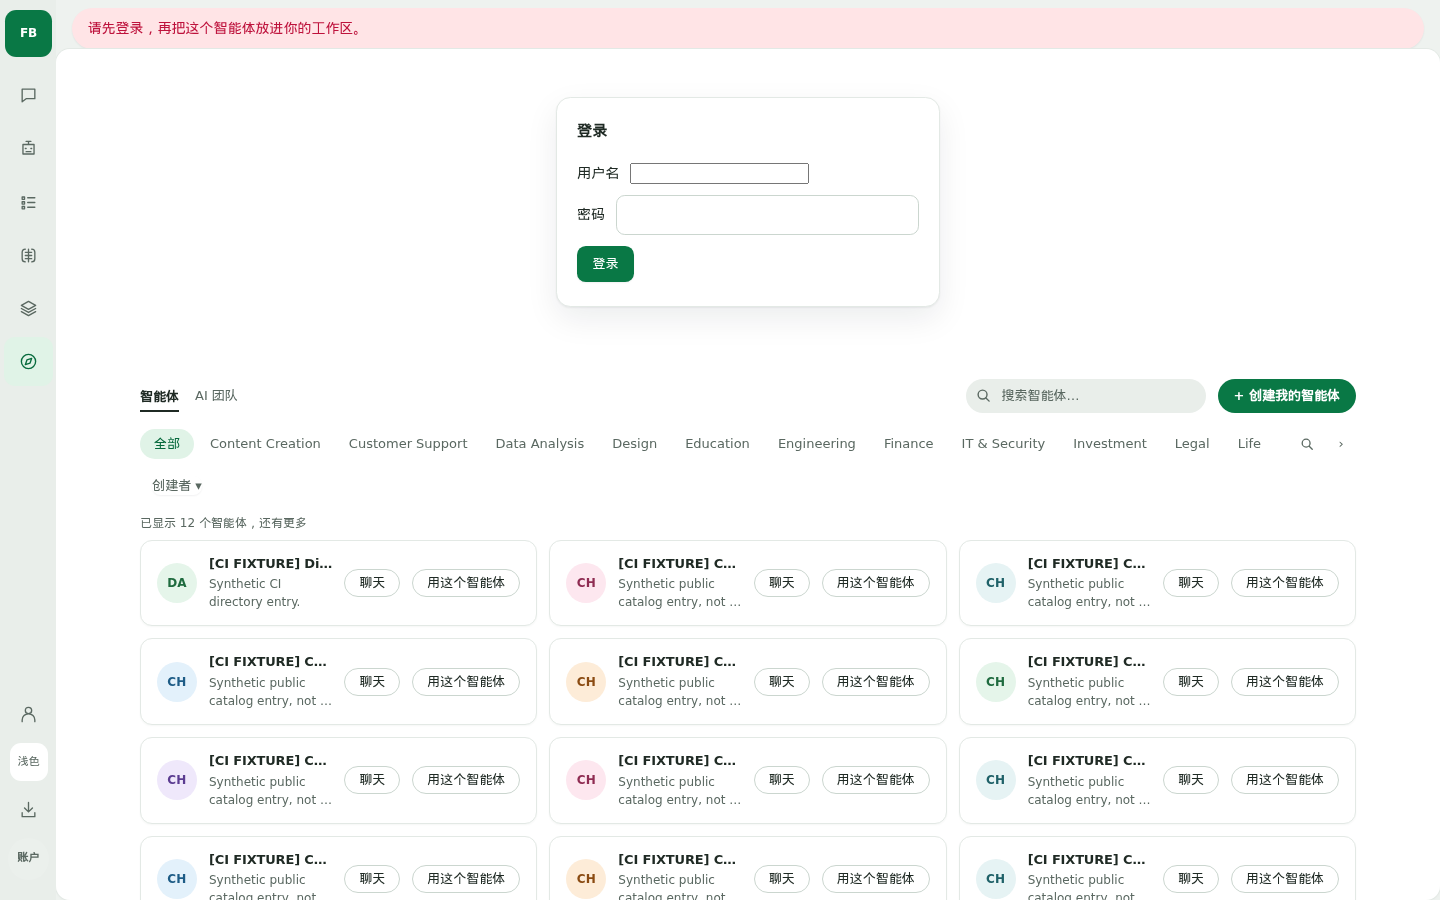 FB
请先登录，再把这个智能体放进你的工作区。
登录
用户名
密码
登录
智能体 AI 团队
搜索智能体…
+ 创建我的智能体
全部 Content Creation Customer Support Data Analysis Design Education Engineering Finance IT & Security Investment Legal Life ›
创建者 ▾
已显示 12 个智能体，还有更多
DA
[CI FIXTURE] Di…
Synthetic CI
directory entry.
聊天 用这个智能体
CH
[CI FIXTURE] C…
Synthetic public
catalog entry, not …
聊天 用这个智能体
CH
[CI FIXTURE] C…
Synthetic public
catalog entry, not …
聊天 用这个智能体
CH
[CI FIXTURE] C…
Synthetic public
catalog entry, not …
聊天 用这个智能体
CH
[CI FIXTURE] C…
Synthetic public
catalog entry, not …
聊天 用这个智能体
CH
[CI FIXTURE] C…
Synthetic public
catalog entry, not …
聊天 用这个智能体
CH
[CI FIXTURE] C…
Synthetic public
catalog entry, not …
聊天 用这个智能体
CH
[CI FIXTURE] C…
Synthetic public
catalog entry, not …
聊天 用这个智能体
CH
[CI FIXTURE] C…
Synthetic public
catalog entry, not …
聊天 用这个智能体
CH
[CI FIXTURE] C…
Synthetic public
catalog entry, not
聊天 用这个智能体
CH
[CI FIXTURE] C…
Synthetic public
catalog entry, not
聊天 用这个智能体
CH
[CI FIXTURE] C…
Synthetic public
catalog entry, not
聊天 用这个智能体
浅色
账户